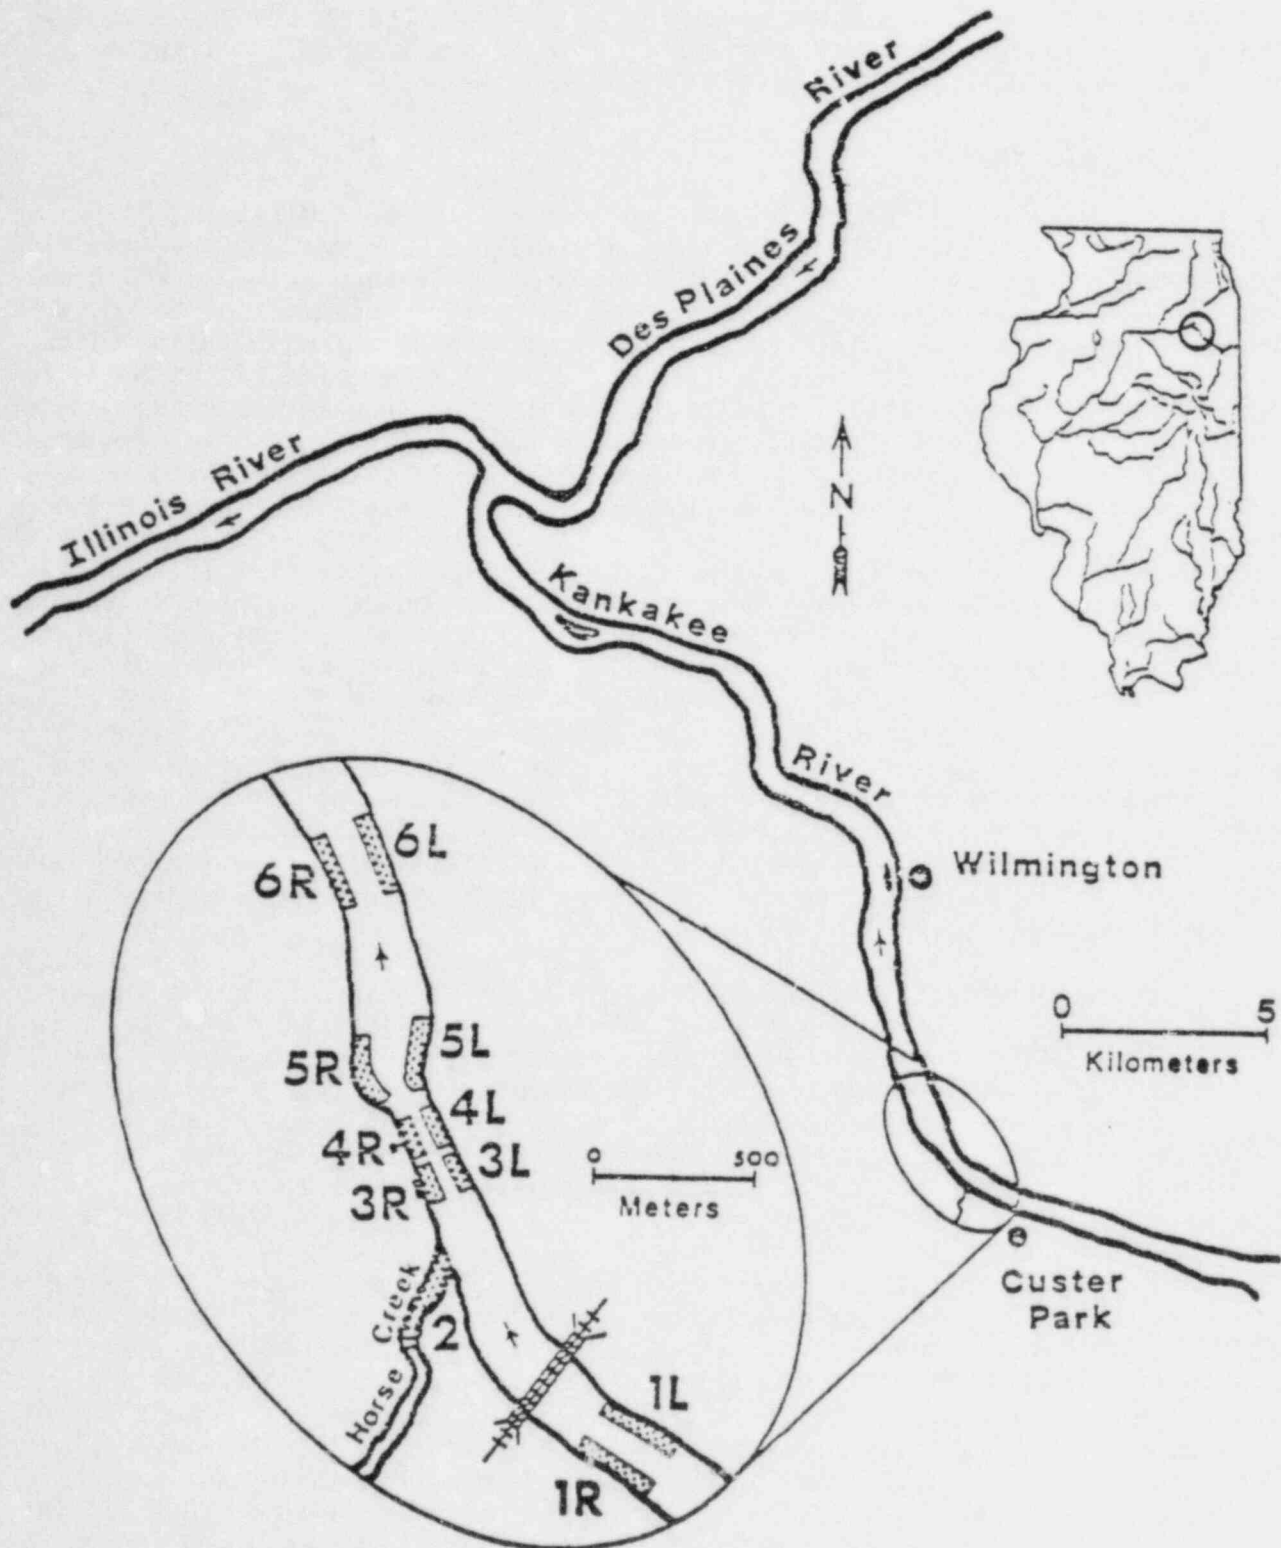 Des Plaines River
Illinois River
N
Kankakee River
Wilmington
0 5
Kilometers
6L
6R
5L
5R
4L
4R
3L
3R
0 500
Meters
Horse Creek
2
1L
1R
Custer
Park